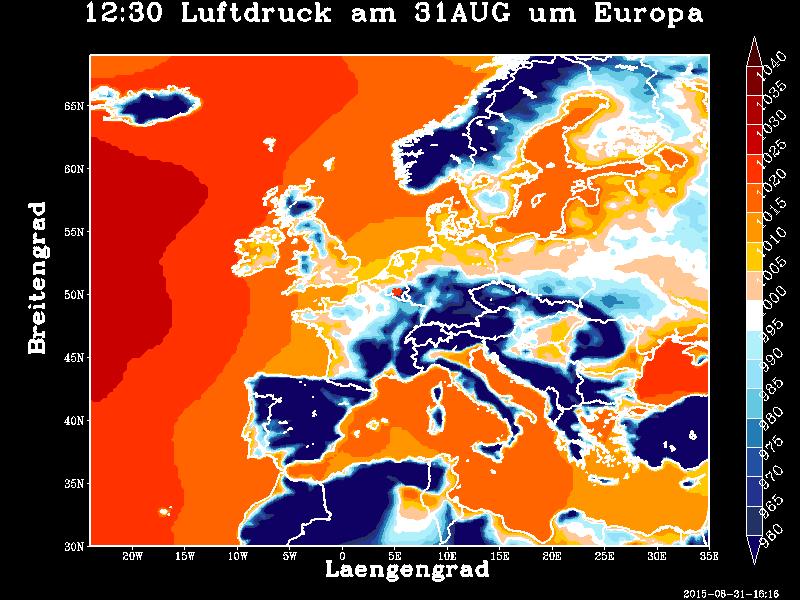 12:30 Luftdruck am 31AUG um Europa
65N
60N
55N
50N
45N
40N
35N
30N
Breitengrad
20W 15W 10W 5W 0 5E 10E 15E 20E 25E 30E 35E
Laengengrad
1040
1035
1030
1025
1020
1015
1010
1005
1000
995
990
985
980
975
970
965
960
2015-08-31-16:16